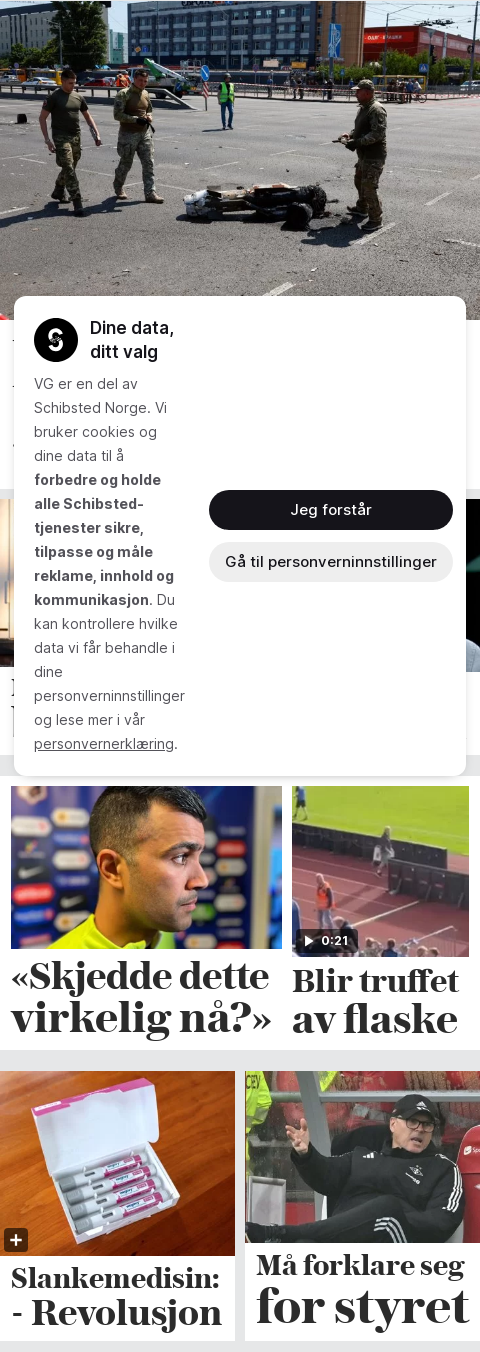 Dine data,
ditt valg
VG er en del av
Schibsted Norge. Vi
bruker cookies og
dine data til å
forbedre og holde
alle Schibsted-
tjenester sikre,
tilpasse og måle
reklame, innhold og
kommunikasjon. Du
kan kontrollere hvilke
data vi får behandle i
dine
personverninnstillinger
og lese mer i vår
personvernerklæring.
Jeg forstår
Gå til personverninnstillinger
0:21
«Skjedde dette
virkelig nå?»
Blir truffet
av flaske
Slankemedisin:
- Revolusjon
Må forklare seg
for styret